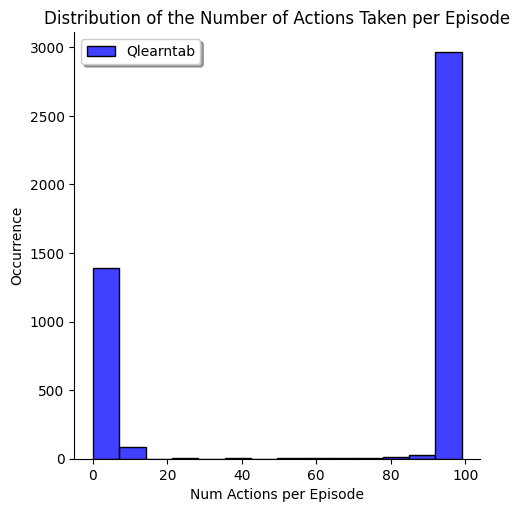 Distribution of the Number of Actions Taken per Episode
Qlearntab
Occurrence
3000
2500
2000
1500
1000
500
0
0 20 40 60 80 100
Num Actions per Episode